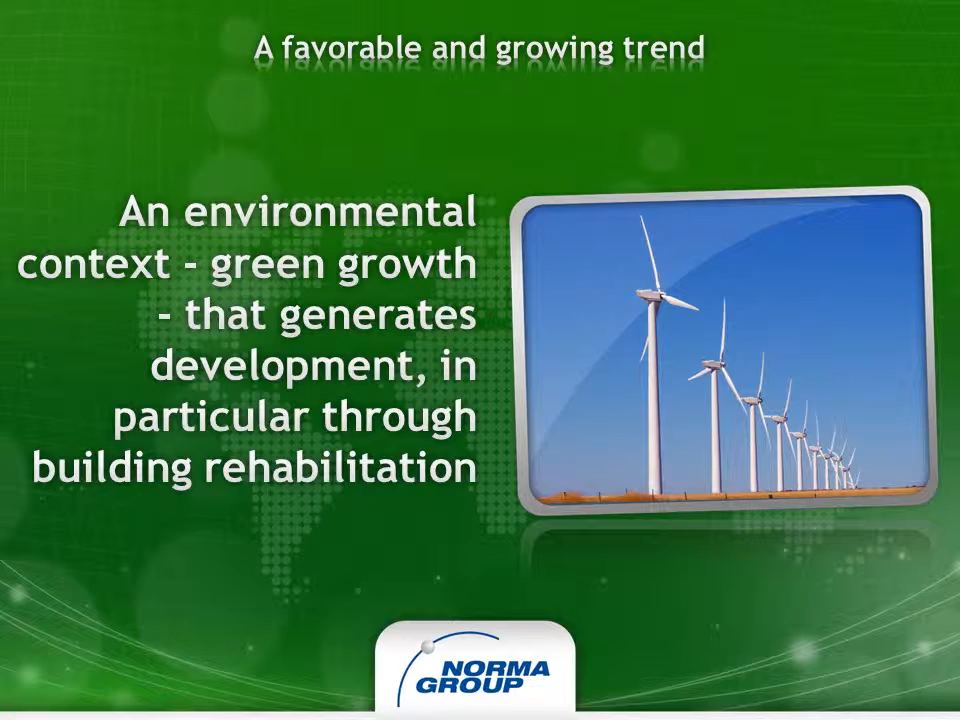 A favorable and growing trend
An environmental
context - green growth
- that generates
development, in
particular through
building rehabilitation
NORMA
GROUP